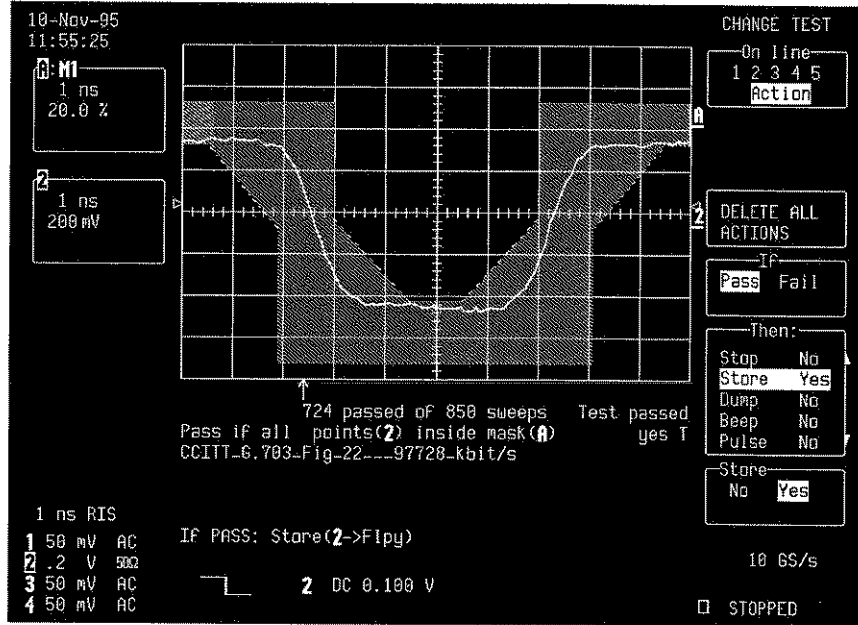 10-Nov-95
11:55:25
A:M1
1 ns
20.0 %
2
1 ns
200 mV
A
2
CHANGE TEST
On line
1 2 3 4 5
Action
DELETE ALL
ACTIONS
If
Pass Fail
Then:
Stop No
Store Yes
Dump No
Beep No
Pulse No
Store
No Yes
724 passed of 850 sweeps Test passed
Pass if all points(2) inside mask(A) yes T
CCITT_G.703_Fig_22___97728_kbit/s
1 ns RIS
1 50 mV AC
2 .2 V 50Ω
3 50 mV AC
4 50 mV AC
If PASS: Store(2->Flpy)
2 DC 0.100 V
10 GS/s
STOPPED